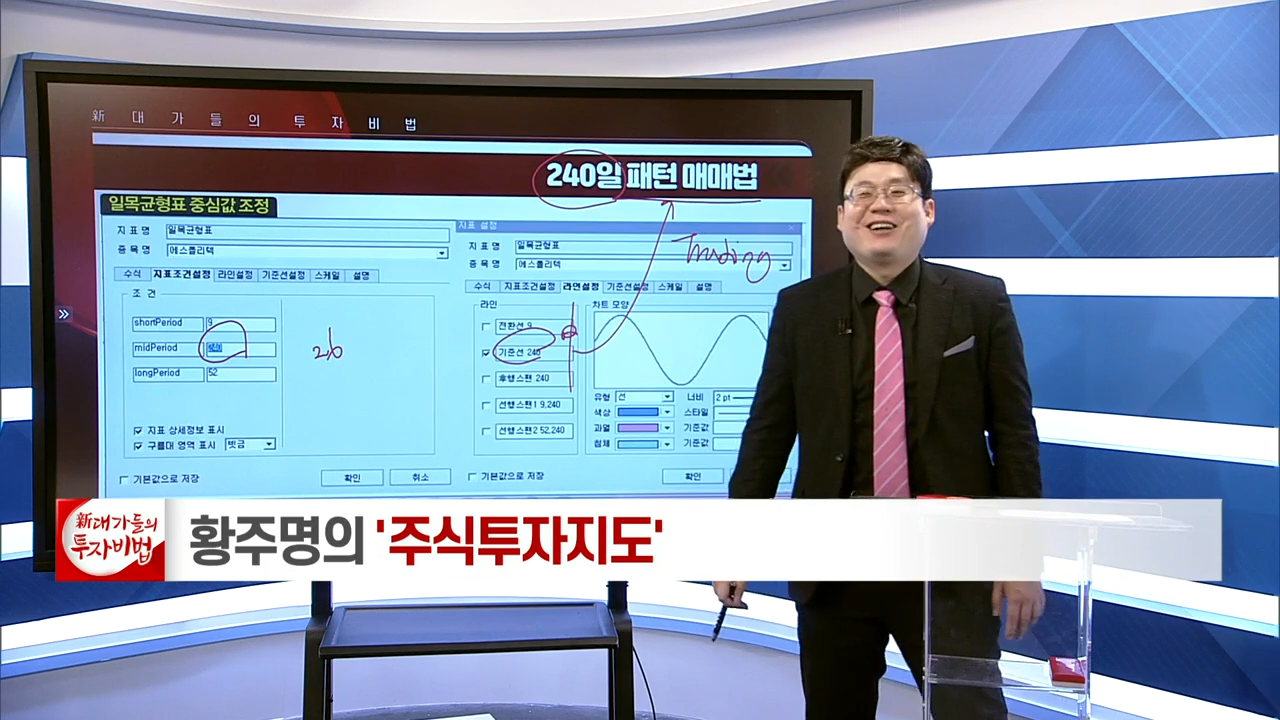 新 대 가 들 의 투 자 비 법
240일 패턴 매매법
일목균형표 중심값 조정
지 표 명 일목균형표
종 목 명 에스폴리텍
수식 지표조건설정 라인설정 기준선설정 스케일 설명
조 건
shortPeriod 9
midPeriod
longPeriod 52
26
지표 상세정보 표시
구름대 영역 표시 빗금
기본값으로 저장 확인 취소
지표 설정
지 표 명 일목균형표
종 목 명 에스폴리텍
Trading
수식 지표조건설정 라인설정 기준선설정 스케일 설명
라인 차트 모양
전환선 9
기준선 240
후행스팬 240
선행스팬1 9,240
선행스팬2 52,240
유형 선 너비 2 pt
색상 스타일
과열 기준값
침체 기준값
기본값으로 저장 확인
新대가들의
투자비법
황주명의 '주식투자지도'